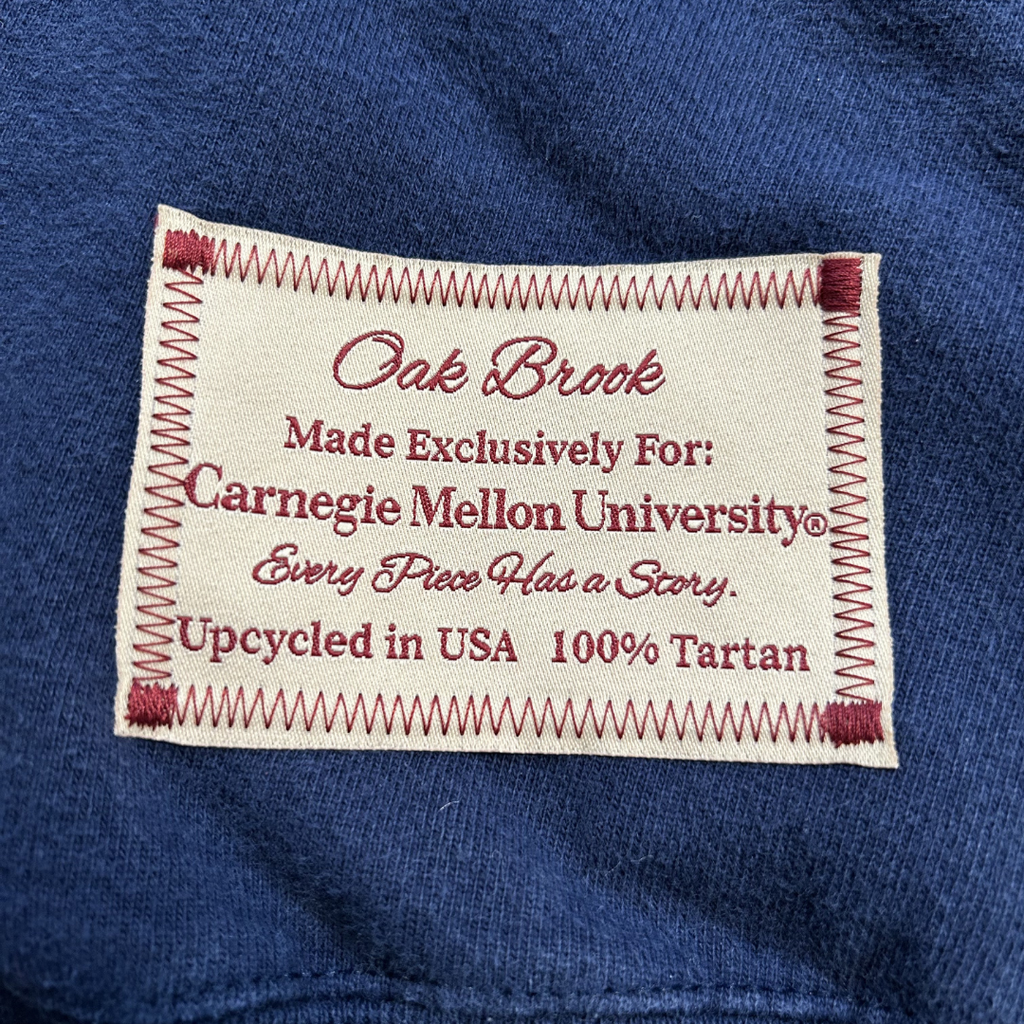 Oak Brook
Made Exclusively For:
Carnegie Mellon University®
Every Piece Has a Story.
Upcycled in USA 100% Tartan